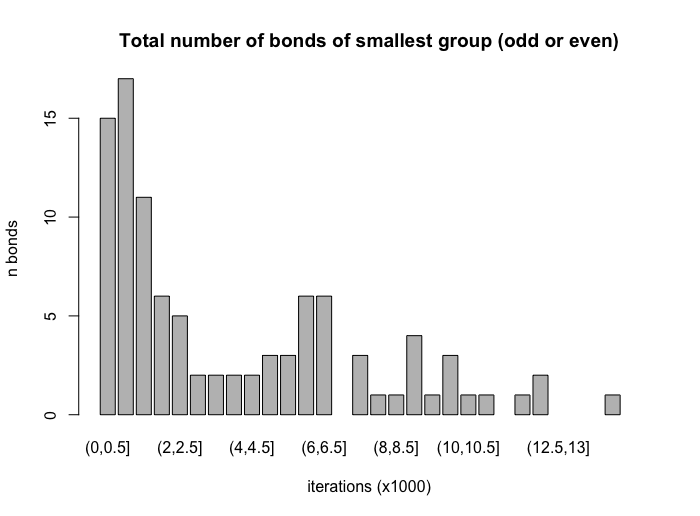 Total number of bonds of smallest group (odd or even)
n bonds
15
10
5
0
(0,0.5] (2,2.5] (4,4.5] (6,6.5] (8,8.5] (10,10.5] (12.5,13]
iterations (x1000)